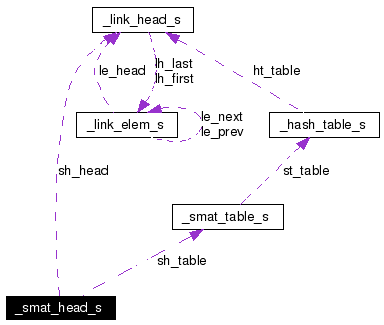 _link_head_s
le_head
lh_last
lh_first
ht_table
_link_elem_s
le_next
le_prev
_hash_table_s
sh_head
st_table
_smat_table_s
sh_table
_smat_head_s